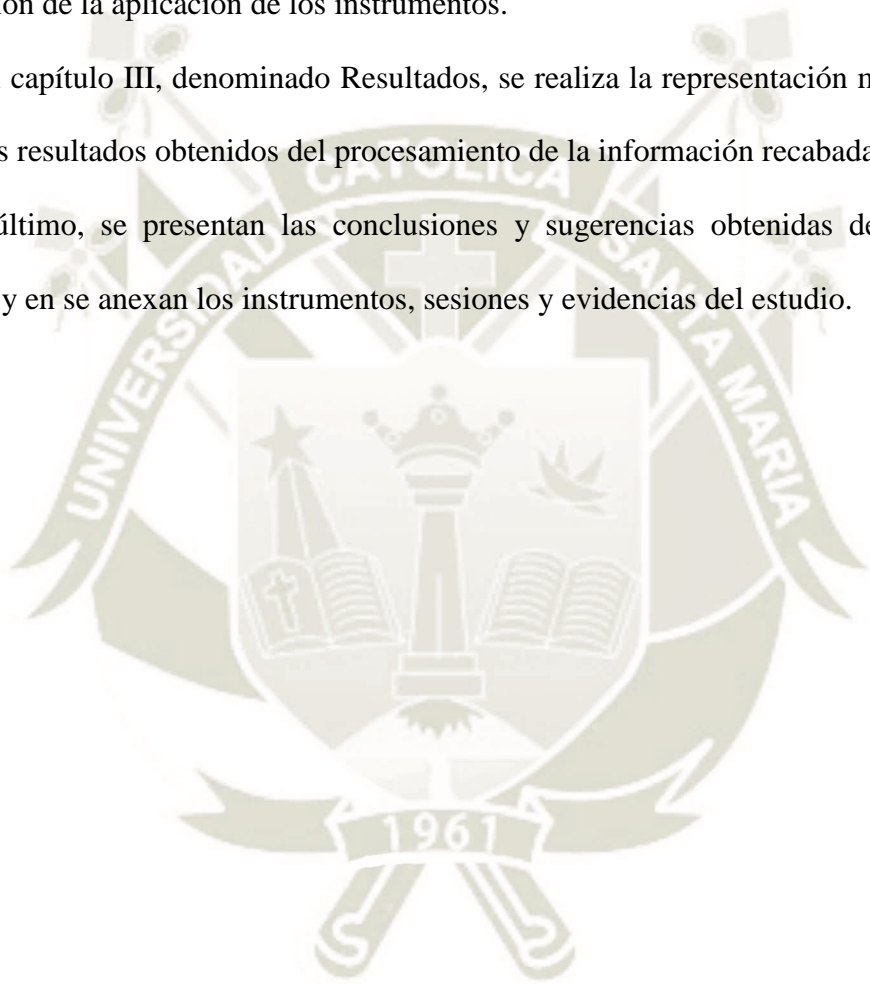 ión de la aplicación de los instrumentos.
capítulo III, denominado Resultados, se realiza la representación
s resultados obtenidos del procesamiento de la información recabada
último, se presentan las conclusiones y sugerencias obtenidas de
y en se anexan los instrumentos, sesiones y evidencias del estudio.
UNIVERSIDAD CATOLICA SANTA MARIA
1961